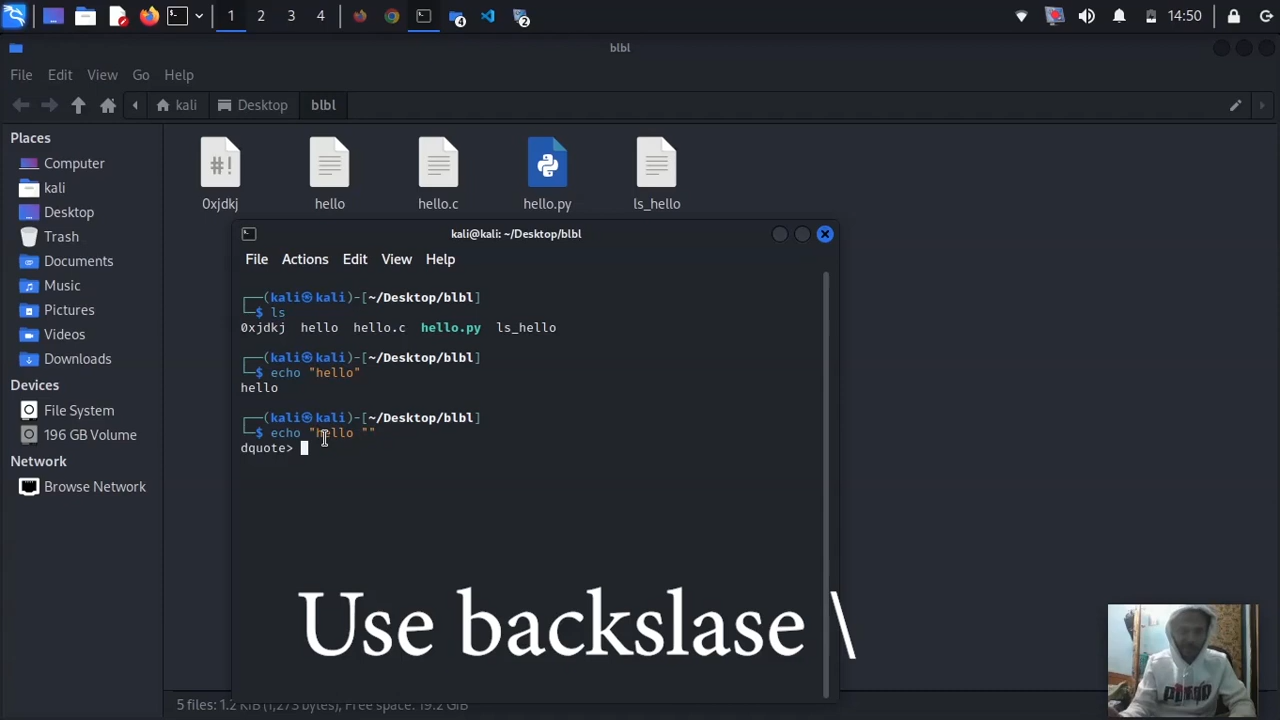 1 2 3 4 4 2 14:50
blbl
File Edit View Go Help
kali Desktop blbl
Places
Computer
kali
Desktop
Trash
Documents
Music
Pictures
Videos
Downloads
Devices
File System
196 GB Volume
Network
Browse Network
#!
0xjdkj hello hello.c hello.py ls_hello
kali@kali: ~/Desktop/blbl
File Actions Edit View Help
┌──(kali㉿kali)-[~/Desktop/blbl]
└─$ ls
0xjdkj hello hello.c hello.py ls_hello
┌──(kali㉿kali)-[~/Desktop/blbl]
└─$ echo "hello"
hello
┌──(kali㉿kali)-[~/Desktop/blbl]
└─$ echo "hello ""
dquote>
Use backslase \
5 files: 1.2 KiB (1,273 bytes), Free space: 19.2 GiB